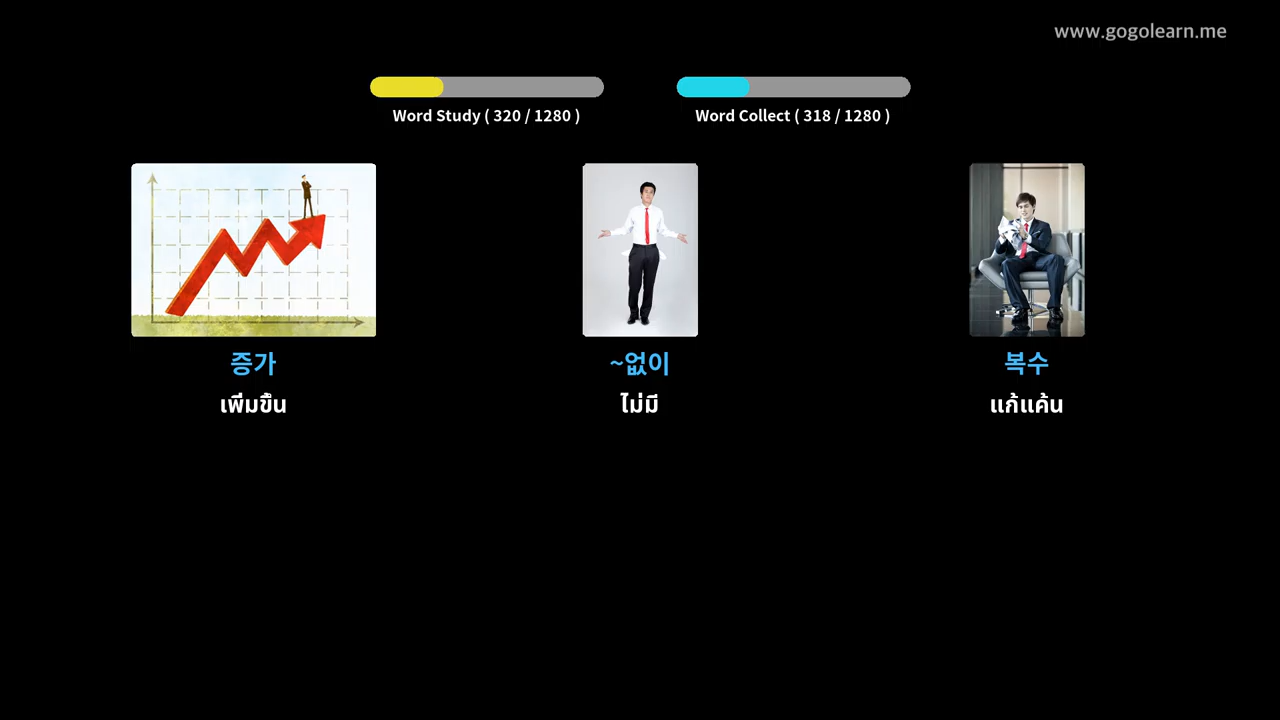 www.gogolearn.me
Word Study ( 320 / 1280 )
Word Collect ( 318 / 1280 )
증가
~없이
복수
เพิ่มขึ้น
ไม่มี
แก้แค้น